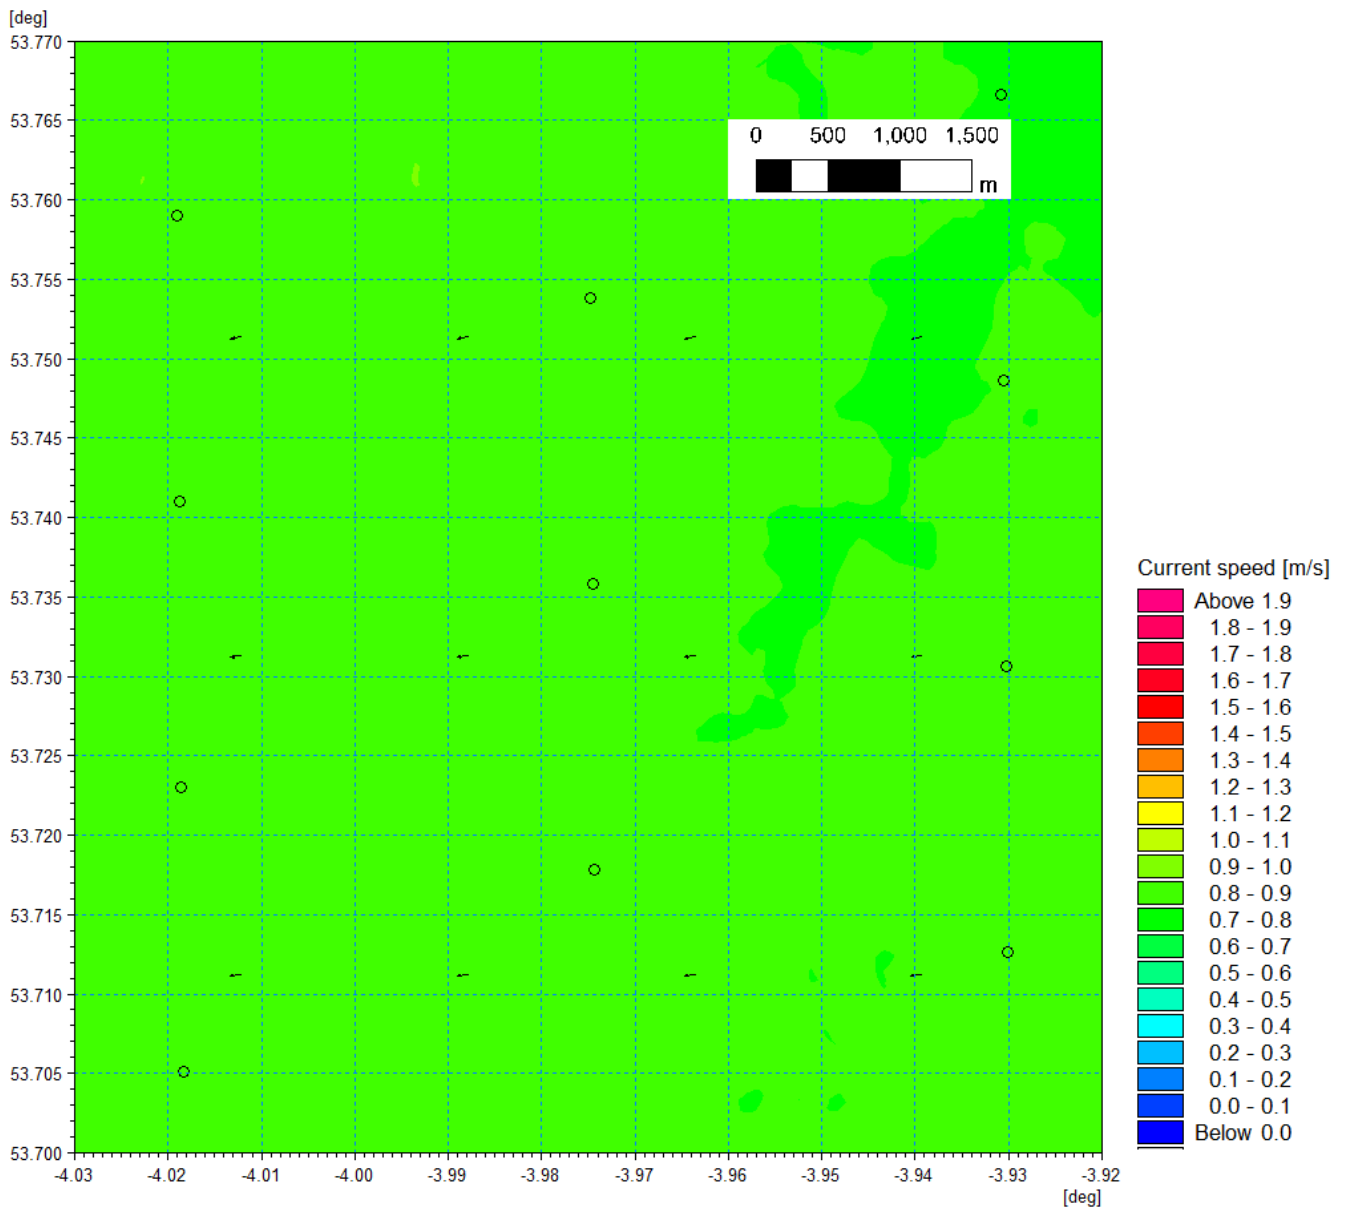 [deg]
53.770
53.765
53.760
53.755
53.750
53.745
53.740
53.735
53.730
53.725
53.720
53.715
53.710
53.705
53.700
0 500 1,000 1,500
m
-4.03 -4.02 -4.01 -4.00 -3.99 -3.98 -3.97 -3.96 -3.95 -3.94 -3.93 -3.92
[deg]
Current speed [m/s]
Above 1.9
1.8 - 1.9
1.7 - 1.8
1.6 - 1.7
1.5 - 1.6
1.4 - 1.5
1.3 - 1.4
1.2 - 1.3
1.1 - 1.2
1.0 - 1.1
0.9 - 1.0
0.8 - 0.9
0.7 - 0.8
0.6 - 0.7
0.5 - 0.6
0.4 - 0.5
0.3 - 0.4
0.2 - 0.3
0.1 - 0.2
0.0 - 0.1
Below 0.0